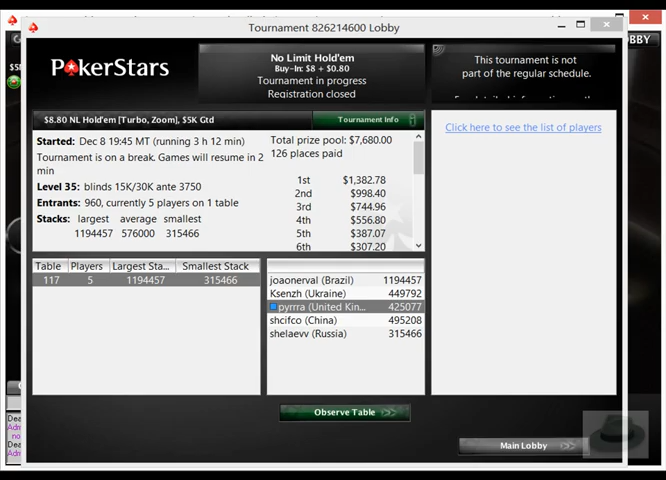 Tournament 826214600 Lobby
PokerStars
No Limit Hold'em
Buy-In: $8 + $0.80
Tournament in progress
Registration closed
This tournament is not
part of the regular schedule.
$8.80 NL Hold'em [Turbo, Zoom], $5K Gtd
Tournament Info
Started: Dec 8 19:45 MT (running 3 h 12 min)
Tournament is on a break. Games will resume in 2
min
Level 35: blinds 15K/30K ante 3750
Entrants: 960, currently 5 players on 1 table
Stacks: largest average smallest
1194457 576000 315466
Total prize pool: $7,680.00
126 places paid
1st $1,382.78
2nd $998.40
3rd $744.96
4th $556.80
5th $387.07
6th $307.20
Click here to see the list of players
Table Players Largest Sta... Smallest Stack
117 5 1194457 315466
joaonerval (Brazil) 1194457
Ksenzh (Ukraine) 449792
pyrrra (United Kin... 425077
shcifco (China) 495208
shelaevv (Russia) 315466
Observe Table
Main Lobby
OBBY
Dea
Adm
no
Dea
Adm